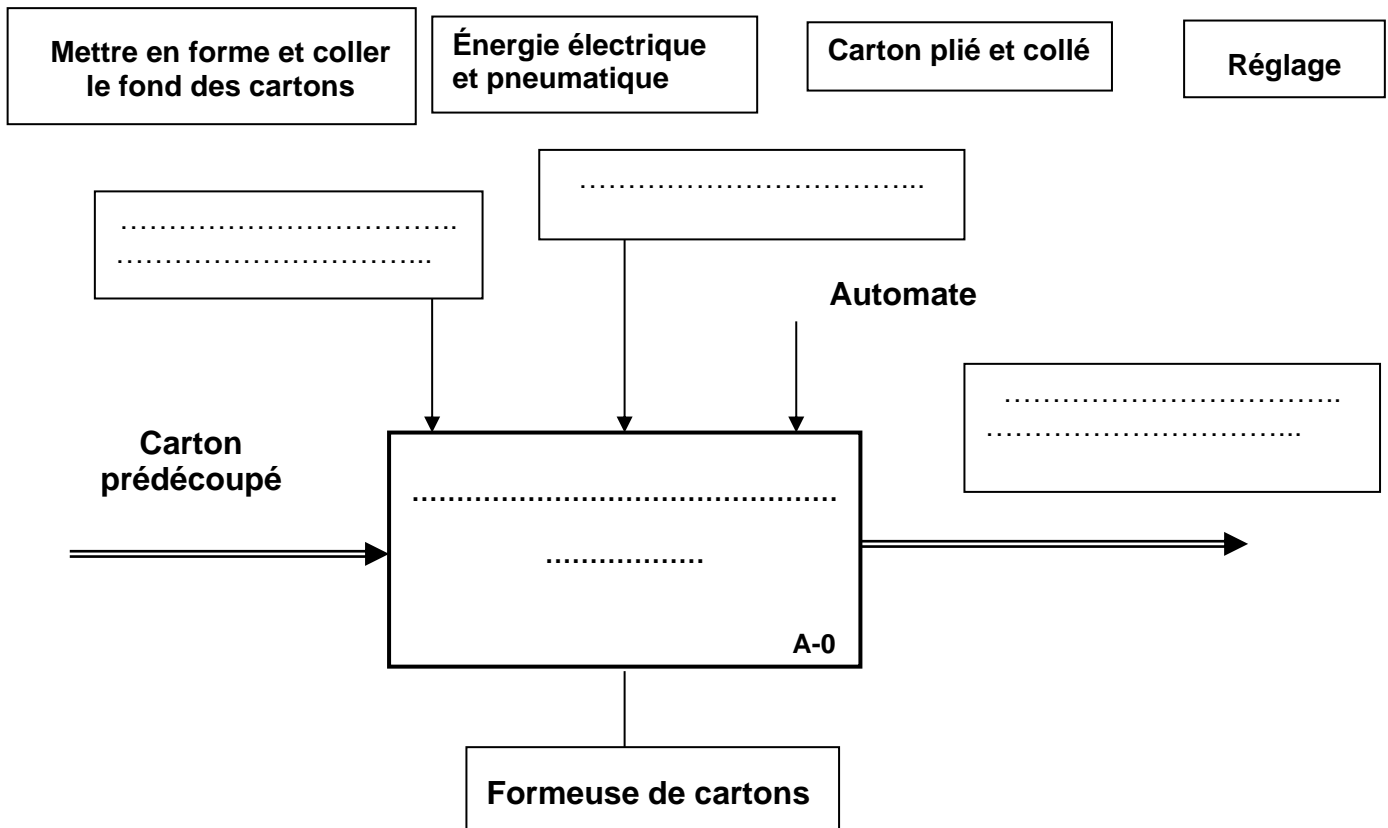 Mettre en forme et coller
le fond des cartons
Énergie électrique
et pneumatique
Carton plié et collé
Réglage
……………………………...
……………………………..
…………………………...
Automate
……………………………..
…………………………..
Carton
prédécoupé
...............................................
..................
A-0
Formeuse de cartons